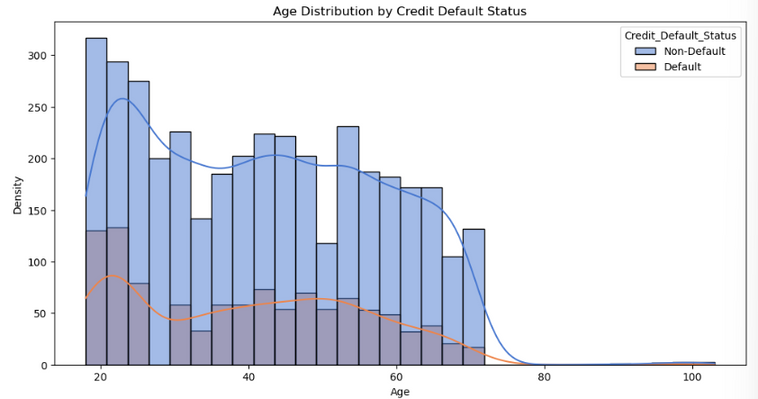 Age Distribution by Credit Default Status
Credit_Default_Status
Non-Default
Default
300
250
200
150
100
50
0
Density
20 40 60 80 100
Age